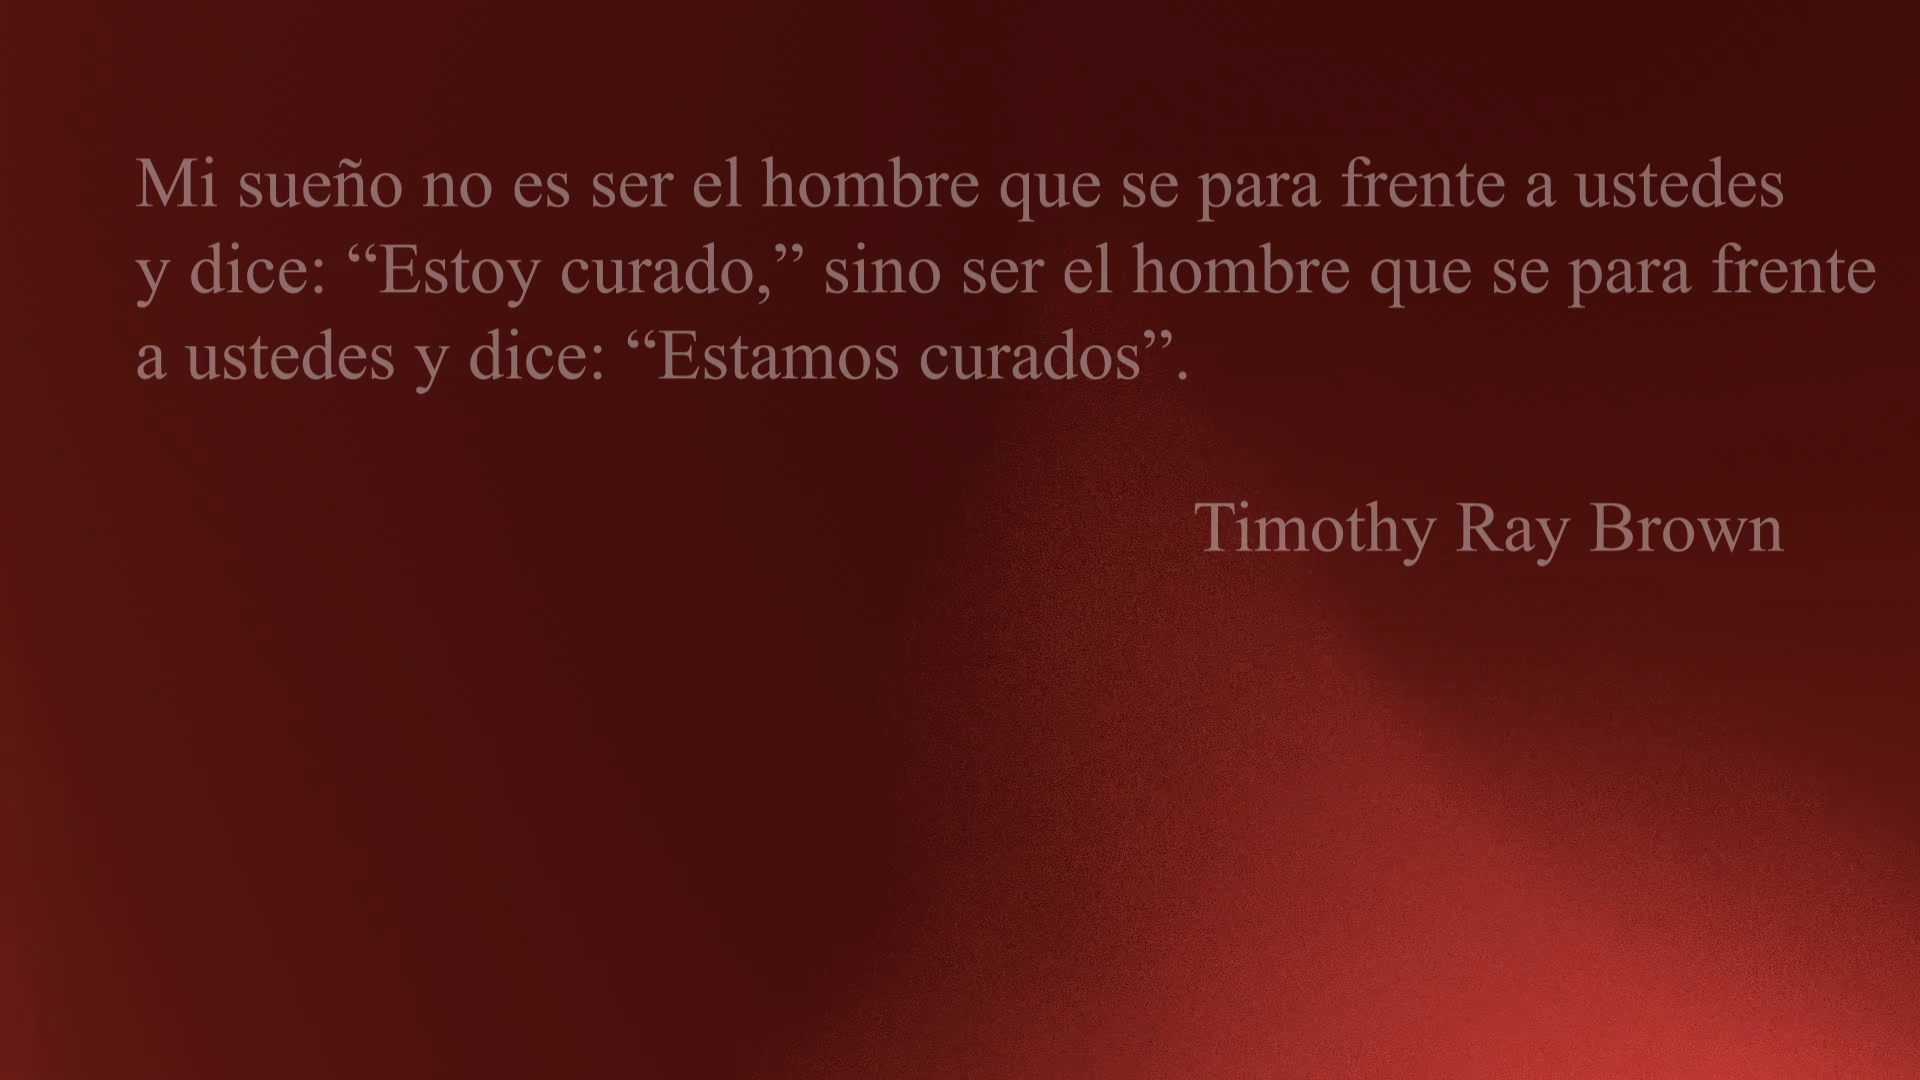 Mi sueño no es ser el hombre que se para frente a ustedes
y dice: “Estoy curado,” sino ser el hombre que se para frente
a ustedes y dice: “Estamos curados”.
Timothy Ray Brown